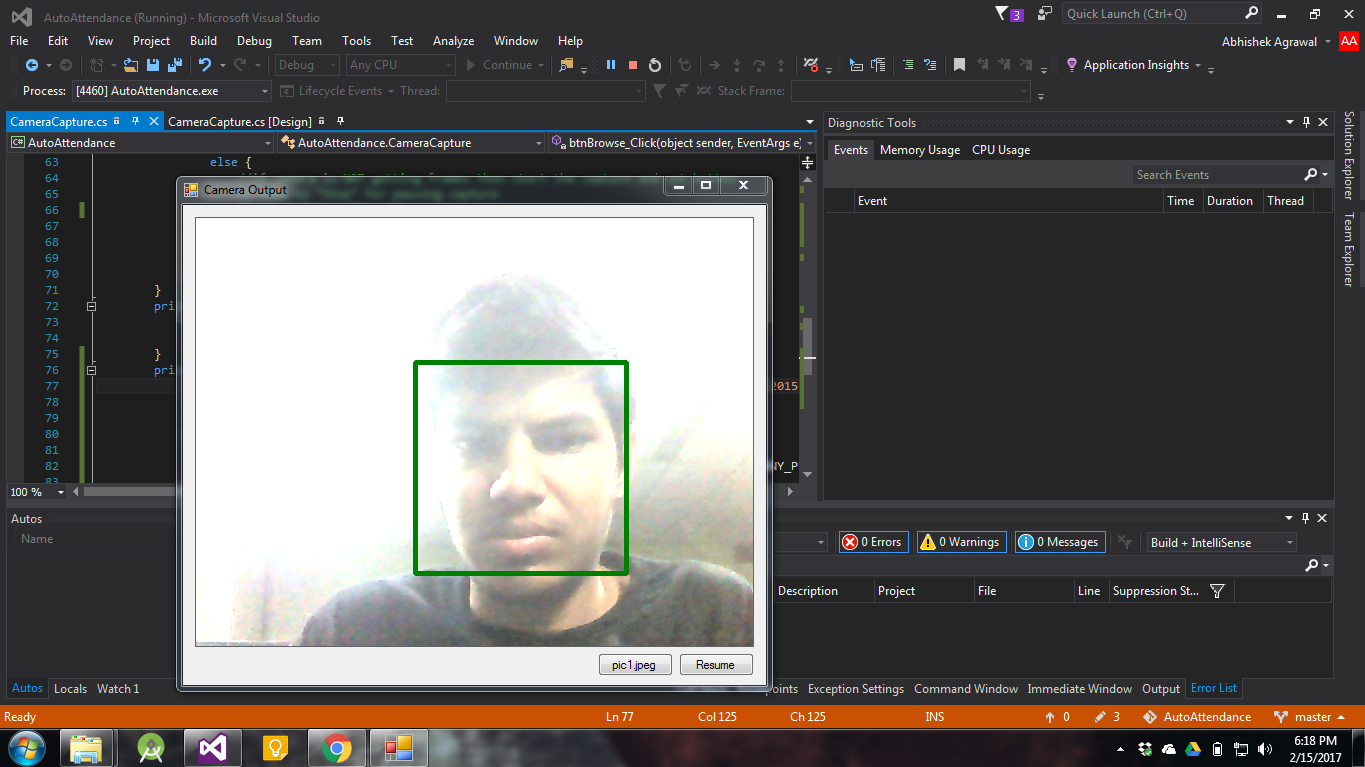 AutoAttendance (Running) - Microsoft Visual Studio
3
Quick Launch (Ctrl+Q)
File Edit View Project Build Debug Team Tools Test Analyze Window Help
Abhishek Agrawal AA
Debug Any CPU Continue Application Insights
Process: [4460] AutoAttendance.exe Lifecycle Events Thread: Stack Frame:
CameraCapture.cs CameraCapture.cs [Design]
AutoAttendance AutoAttendance.CameraCapture btnBrowse_Click(object sender, EventArgs e)
63 else {
64
65 for pausing capture
66
67
68
69
70
71 }
72 pri
73
74
75 }
76 pri
77 2015
78
79
80
81
82 NY_P
83
100 %
Camera Output
pic1.jpeg Resume
Diagnostic Tools
Events Memory Usage CPU Usage
Search Events
Event Time Duration Thread
Solution Explorer
Team Explorer
Autos
Name
0 Errors 0 Warnings 0 Messages Build + IntelliSense
Description Project File Line Suppression St...
Autos Locals Watch 1
Exception Settings Command Window Immediate Window Output Error List
Ready Ln 77 Col 125 Ch 125 INS 0 3 AutoAttendance master
6:18 PM
2/15/2017